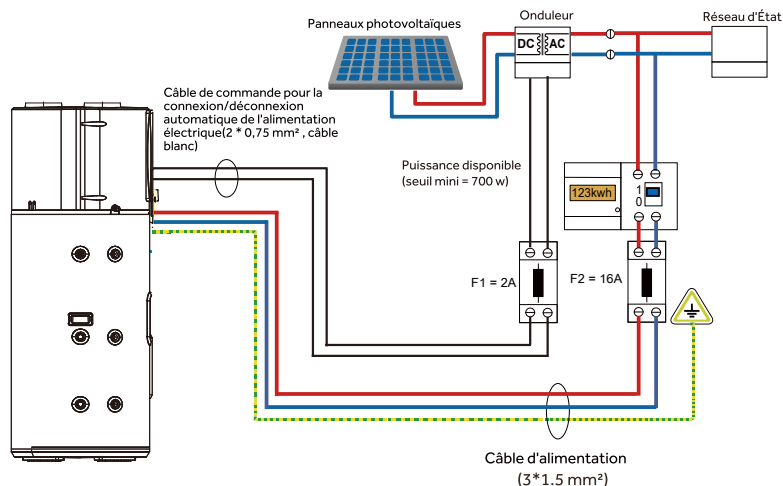 Onduleur
Panneaux photovoltaïques
Réseau d'État
DC AC
Câble de commande pour la
connexion/déconnexion
automatique de l'alimentation
électrique(2 * 0,75 mm² , câble
blanc)
Puissance disponible
(seuil mini = 700 w)
123kwh
1
0
F1 = 2A
F2 = 16A
Câble d'alimentation
(3*1.5 mm²)